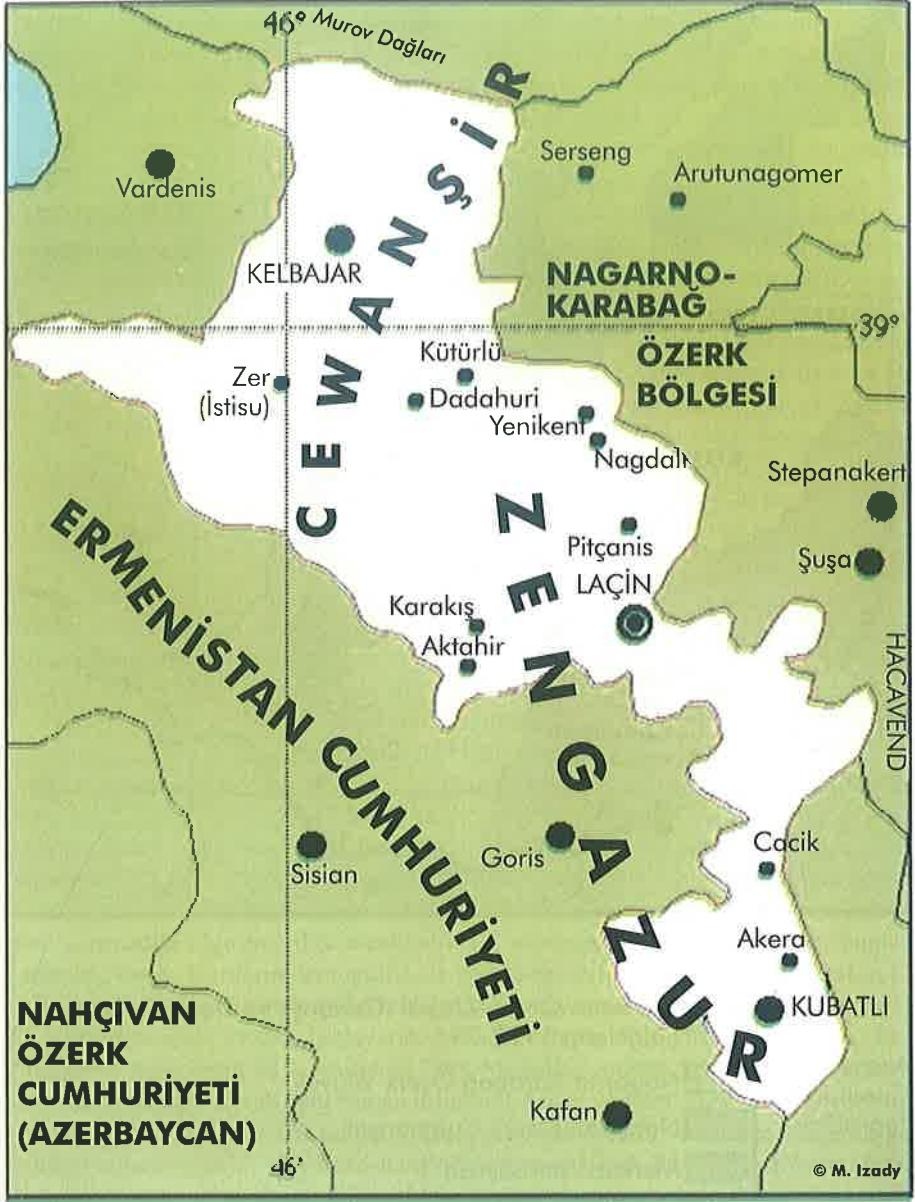 46° Murov Dağları
Vardenis
Serseng
Arutunagomer
CEWANŞİR
KELBAJAR
NAGARNO-
KARABAĞ
39°
ÖZERK
BÖLGESİ
Kütürlü
Zer
(İstisu)
Dadahuri
Yenikent
Nagdalı
Stepanakert
ZENGAZUR
Pitçanis
Şuşa
LAÇİN
Karakış
Aktahir
HACAVEND
ERMENİSTAN CUMHURİYETİ
Sisian
Goris
Cacik
Akera
KUBATLI
NAHÇIVAN
ÖZERK
CUMHURİYETİ
(AZERBAYCAN)
Kafan
46°
© M. Izady